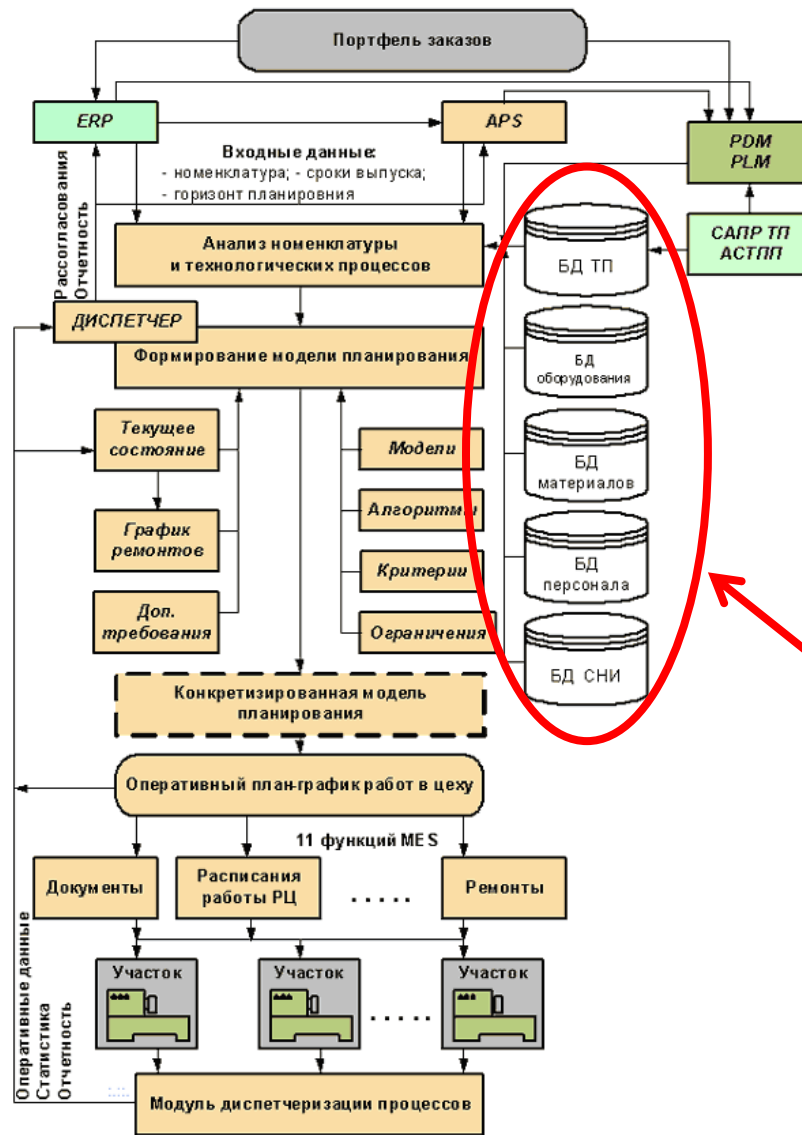 Портфель заказов
ERP
APS
PDM
PLM
Входные данные:
- номенклатура; - сроки выпуска;
- горизонт планировния
Рассогласования
Отчетность
Анализ номенклатуры
и технологических процессов
БД ТП
САПР ТП
АСТПП
ДИСПЕТЧЕР
Формирование модели планирования
БД
оборудования
Текущее
состояние
Модели
БД
материалов
График
ремонтов
Алгоритмы
Критерии
БД
персонала
Доп.
требования
Ограничения
БД СНИ
Конкретизированная модель
планирования
Оперативный план-график работ в цеху
11 функций MES
Документы
Расписания
работы РЦ
.....
Ремонты
Участок
Участок
.....
Участок
Оперативные данные
Статистика
Отчетность
Модуль диспетчеризации процессов